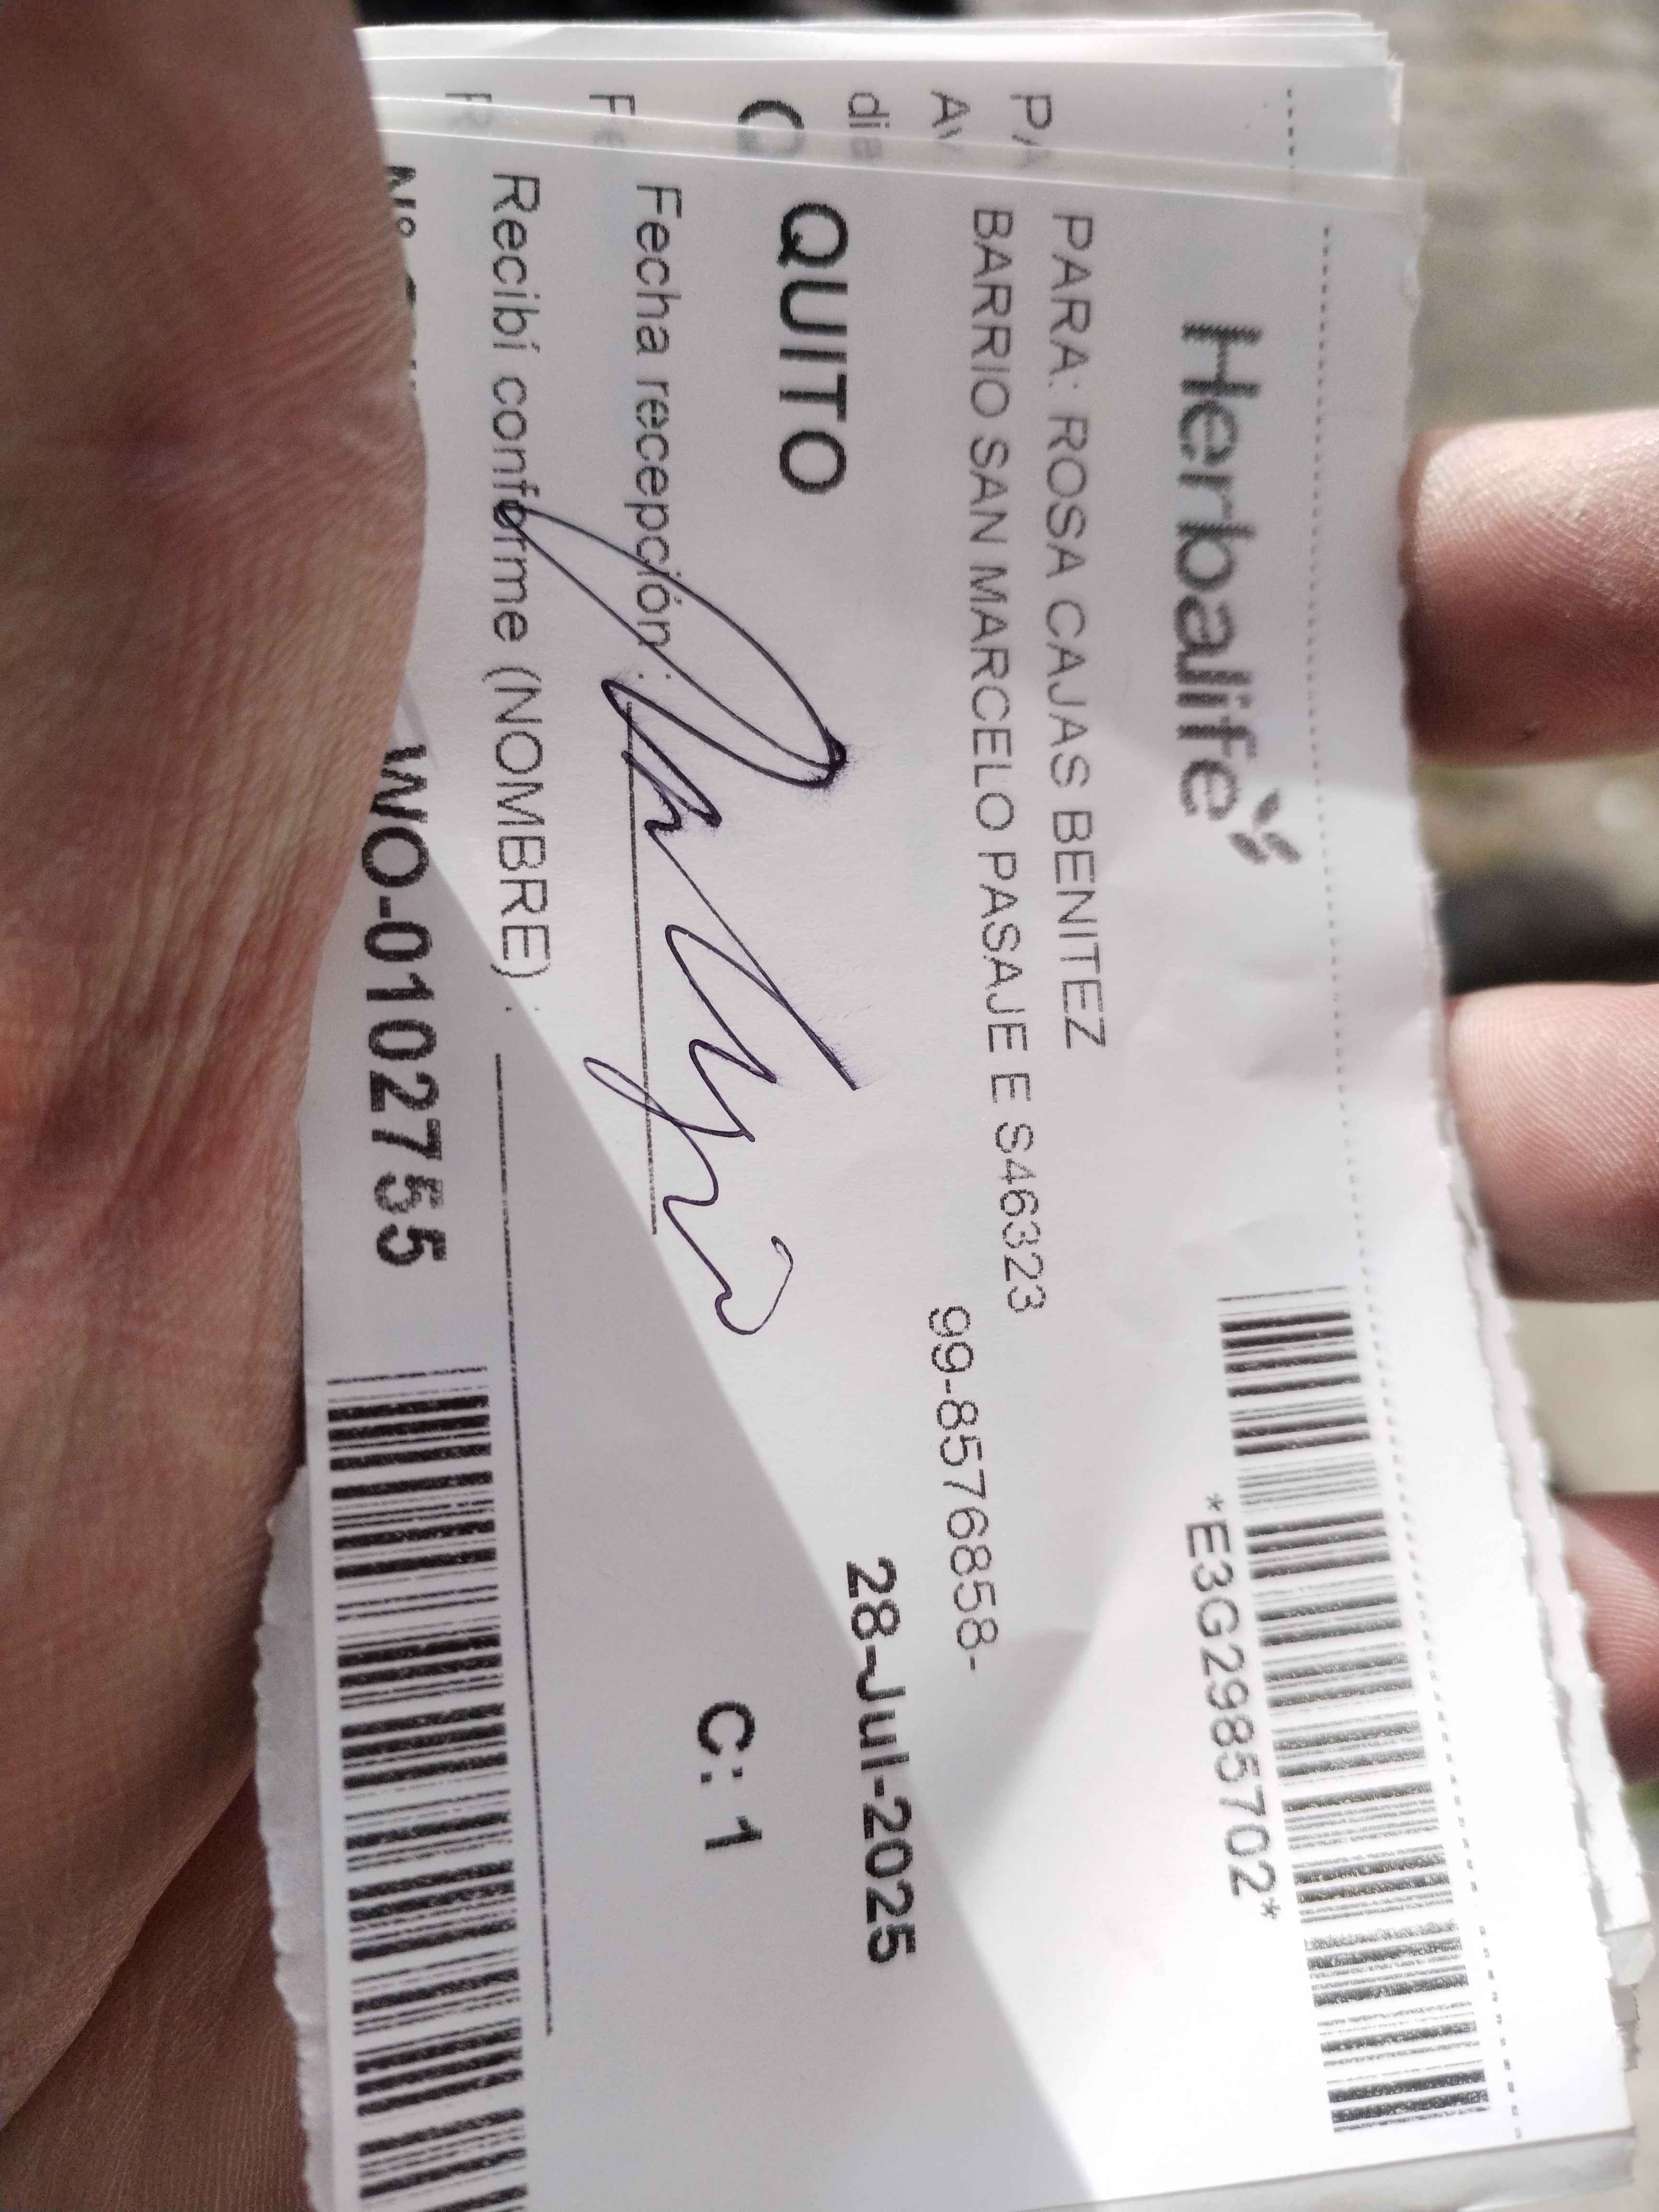 Herbalife
*E3G2985702*
PARA: ROSA CAJAS BENITEZ
BARRIO SAN MARCELO PASAJE E S46323
99-8576858-
QUITO
28-Jul-2025
Fecha recepción :
C: 1
Recibí conforme (NOMBRE) :
WO-0102755